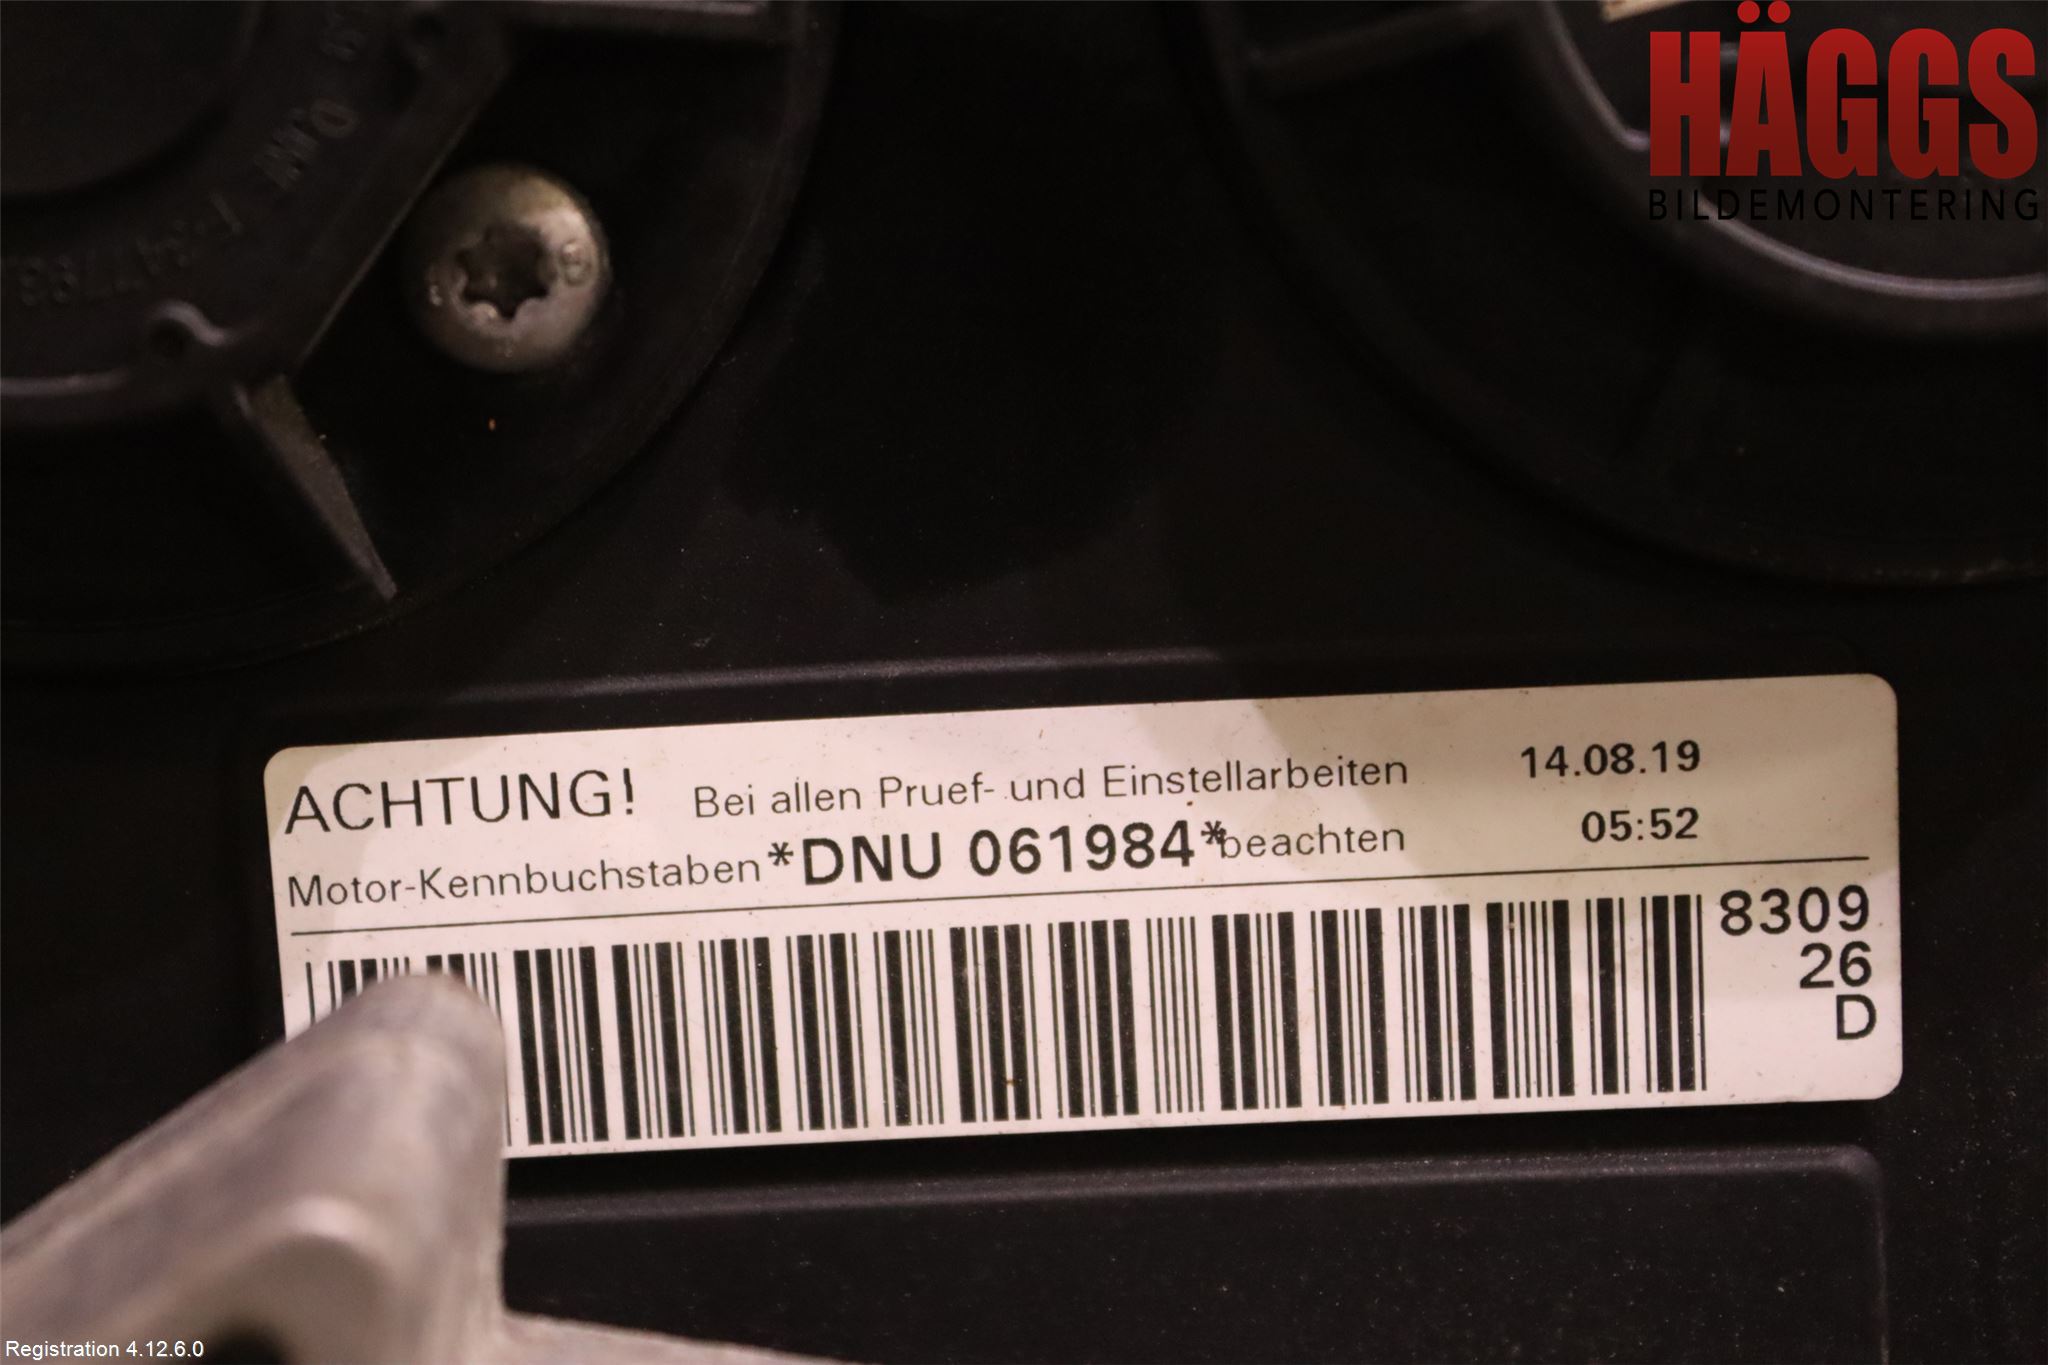 HÄGGS
BILDEMONTERING
ACHTUNG! Bei allen Pruef- und Einstellarbeiten 14.08.19
Motor-Kennbuchstaben *DNU 061984* beachten 05:52
8309
26
D
Registration 4.12.6.0